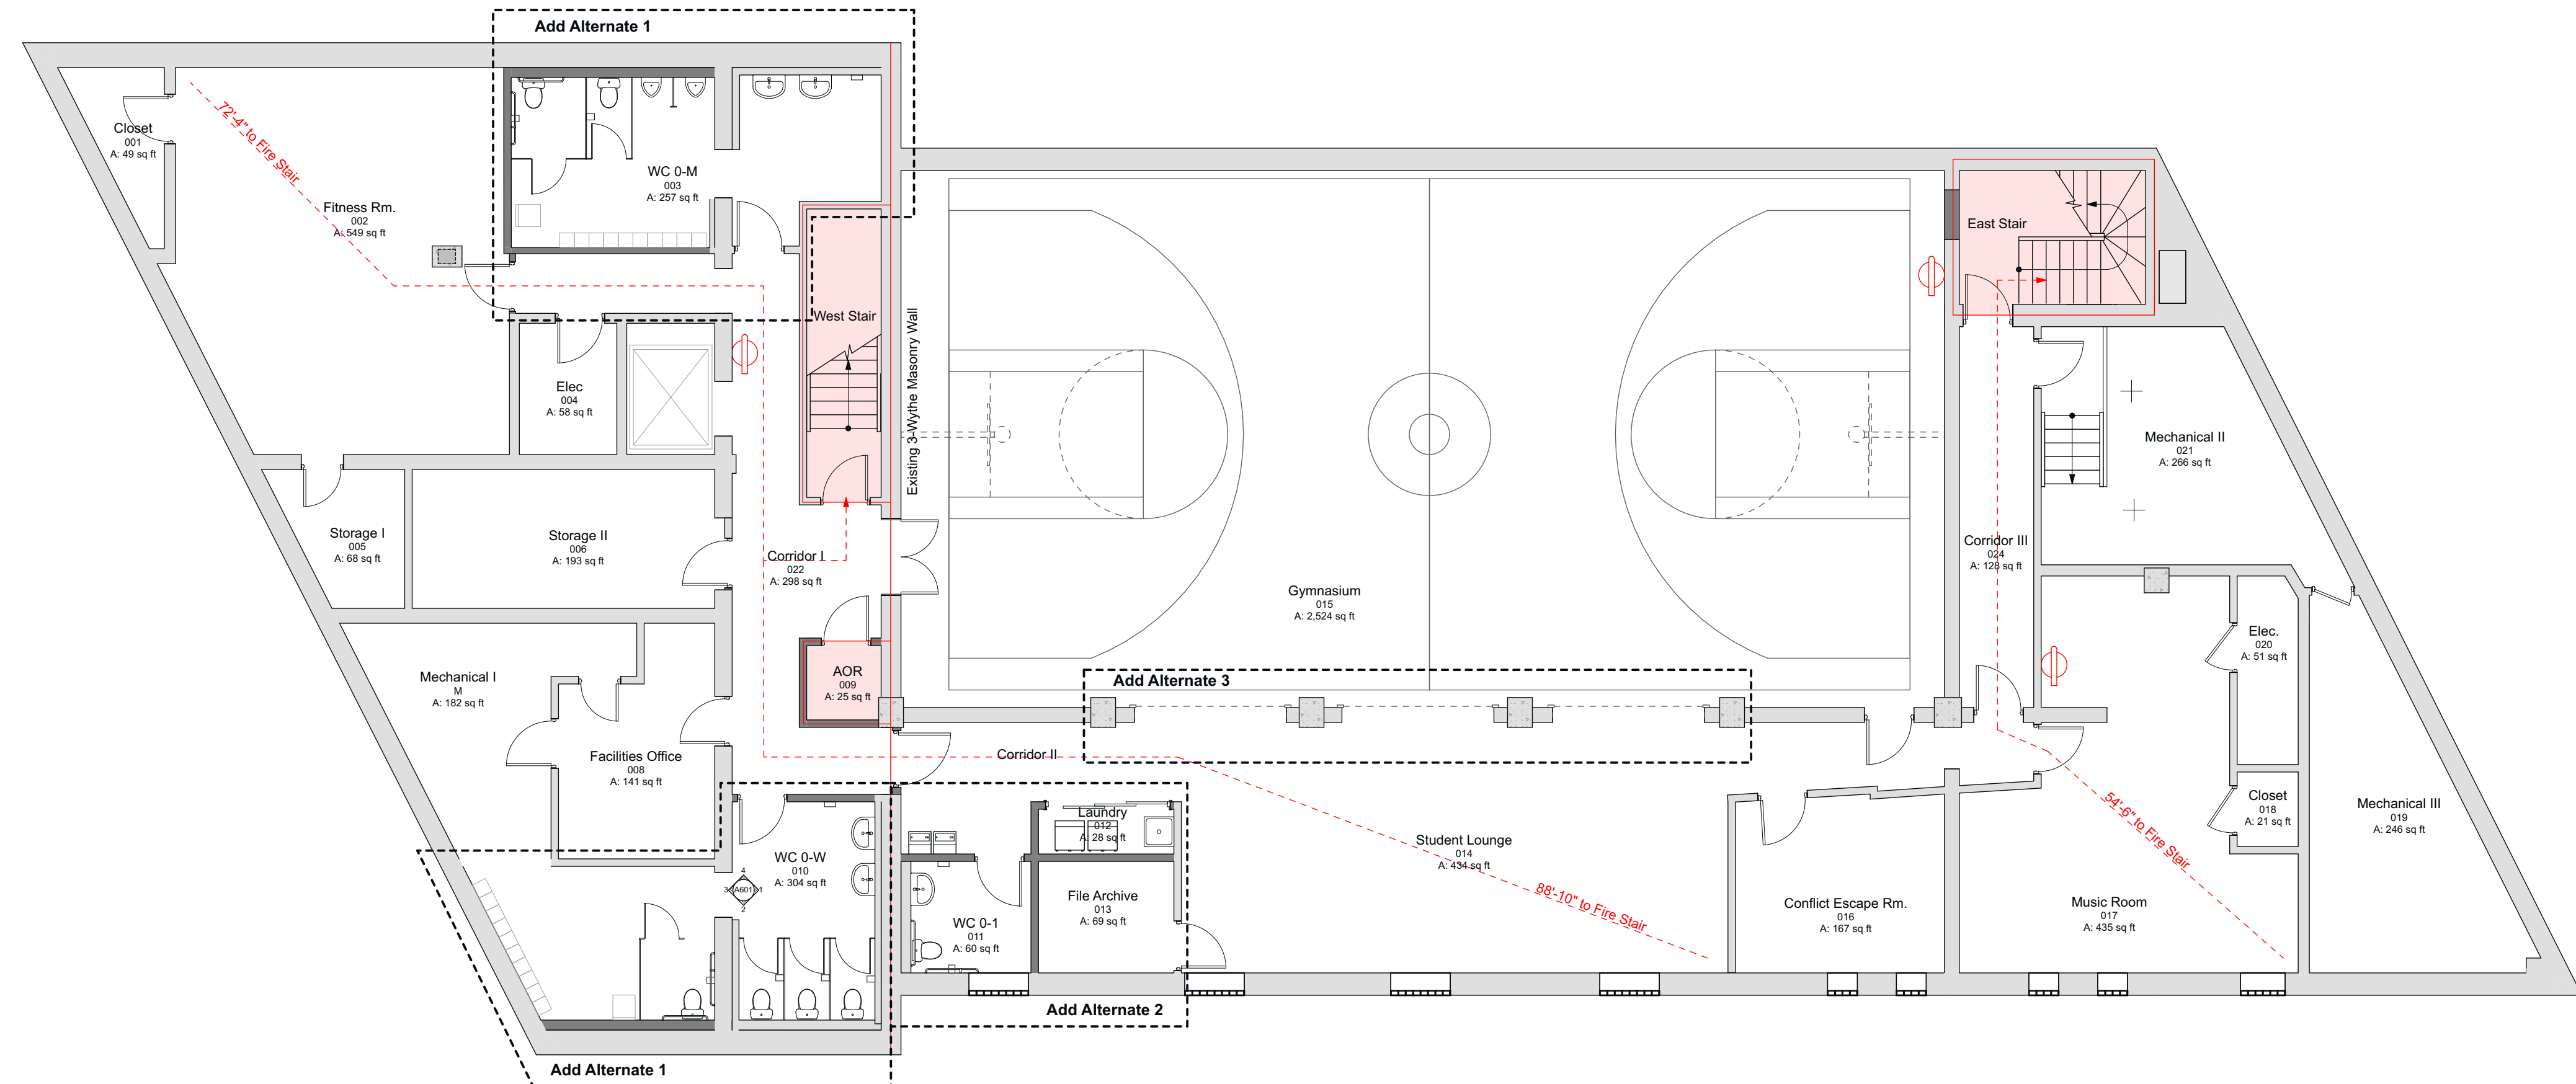 Add Alternate 1
Closet
001
A: 49 sq ft
72'-4" to Fire Stair
Fitness Rm.
002
A: 549 sq ft
WC 0-M
003
A: 257 sq ft
West Stair
Existing 3-Wythe Masonry Wall
East Stair
Elec
004
A: 58 sq ft
Mechanical II
021
A: 266 sq ft
Storage I
005
A: 68 sq ft
Storage II
006
A: 193 sq ft
Corridor I
022
A: 298 sq ft
Gymnasium
015
A: 2,524 sq ft
Corridor III
024
A: 128 sq ft
Elec.
020
A: 51 sq ft
Mechanical I
M
A: 182 sq ft
AOR
009
A: 25 sq ft
Add Alternate 3
Facilities Office
008
A: 141 sq ft
Corridor II
Laundry
012
A: 28 sq ft
Student Lounge
014
A: 434 sq ft
54'-6" to Fire Stair
Closet
018
A: 21 sq ft
Mechanical III
019
A: 246 sq ft
WC 0-W
010
A: 304 sq ft
4
3 A601 1
2
File Archive
013
A: 69 sq ft
WC 0-1
011
A: 60 sq ft
88'-10" to Fire Stair
Conflict Escape Rm.
016
A: 167 sq ft
Music Room
017
A: 435 sq ft
Add Alternate 2
Add Alternate 1